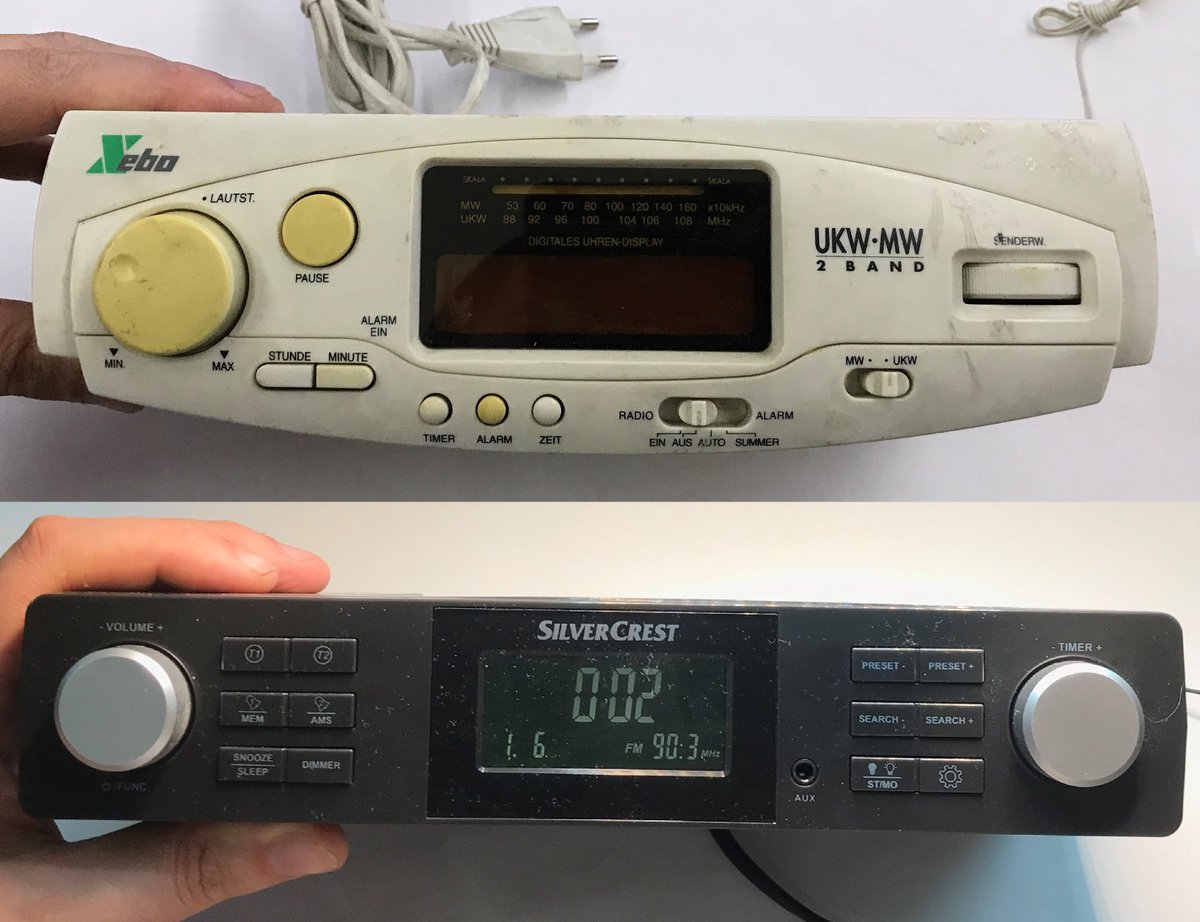 Xebo
• LAUTST.
PAUSE
MIN.
MAX
STUNDE MINUTE
ALARM
EIN
TIMER ALARM ZEIT
SKALA SKALA
MW 53 60 70 80 100 120 140 160 x10kHz
UKW 88 92 96 100 104 106 108 MHz
DIGITALES UHREN-DISPLAY
UKW•MW
2 BAND
SENDERW.
MW • • UKW
RADIO ALARM
EIN AUS AUTO SUMMER
- VOLUME +
FUNC.
T1 T2
MEM AMS
SNOOZE
SLEEP
DIMMER
SILVERCREST
0:02
1. 6. FM 90.3 MHz
AUX
PRESET - PRESET +
SEARCH - SEARCH +
ST/MO
- TIMER +